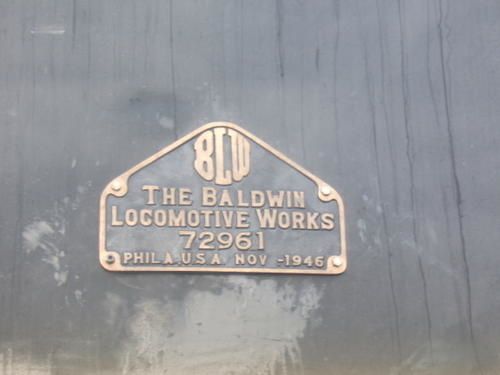 BLW
THE BALDWIN
LOCOMOTIVE WORKS
72961
PHILA.U.S.A. NOV -1946